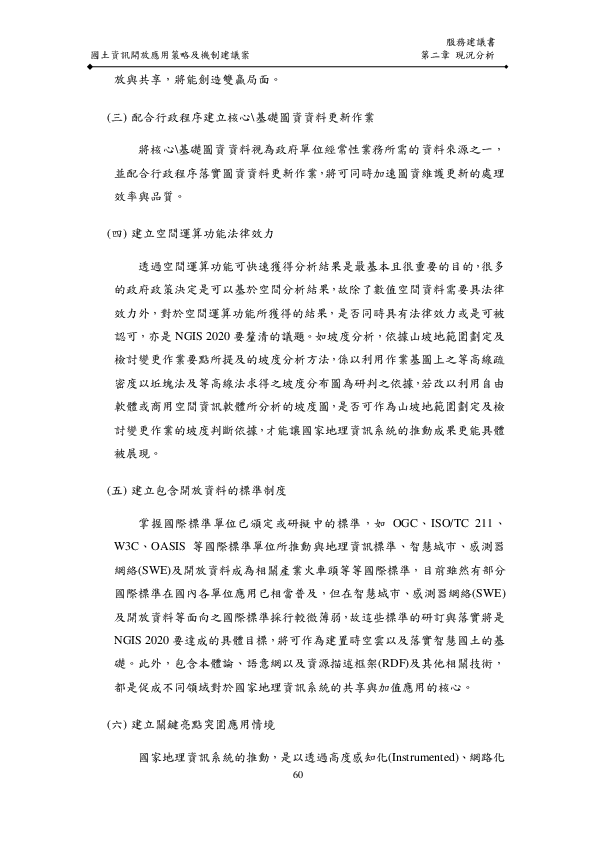 服務建議書
國土資訊開放應用策略及機制建議案
第二章 現況分析
放與共享，將能創造雙贏局面。
(三) 配合行政程序建立核心\基礎圖資資料更新作業
將核心\基礎圖資資料視為政府單位經常性業務所需的資料來源之一，
並配合行政程序落實圖資資料更新作業，將可同時加速圖資維護更新的處理
效率與品質。
(四) 建立空間運算功能法律效力
透過空間運算功能可快速獲得分析結果是最基本且很重要的目的，很多
的政府政策決定是可以基於空間分析結果，故除了數值空間資料需要具法律
效力外，對於空間運算功能所獲得的結果，是否同時具有法律效力或是可被
認可，亦是 NGIS 2020 要釐清的議題。如坡度分析，依據山坡地範圍劃定及
檢討變更作業要點所提及的坡度分析方法，係以利用作業基圖上之等高線疏
密度以坵塊法及等高線法求得之坡度分布圖為研判之依據，若改以利用自由
軟體或商用空間資訊軟體所分析的坡度圖，是否可作為山坡地範圍劃定及檢
討變更作業的坡度判斷依據，才能讓國家地理資訊系統的推動成果更能具體
被展現。
(五) 建立包含開放資料的標準制度
掌握國際標準單位已頒定或研擬中的標準，如 OGC、ISO/TC 211、
W3C、OASIS 等國際標準單位所推動與地理資訊標準、智慧城市、感測器
網絡(SWE)及開放資料成為相關產業火車頭等等國際標準，目前雖然有部分
國際標準在國內各單位應用已相當普及，但在智慧城市、感測器網絡(SWE)
及開放資料等面向之國際標準採行較微薄弱，故這些標準的研訂與落實將是
NGIS 2020 要達成的具體目標，將可作為建置時空雲以及落實智慧國土的基
礎。此外，包含本體論、語意網以及資源描述框架(RDF)及其他相關技術，
都是促成不同領域對於國家地理資訊系統的共享與加值應用的核心。
(六) 建立關鍵亮點突圍應用情境
國家地理資訊系統的推動，是以透過高度感知化(Instrumented)、網路化
60